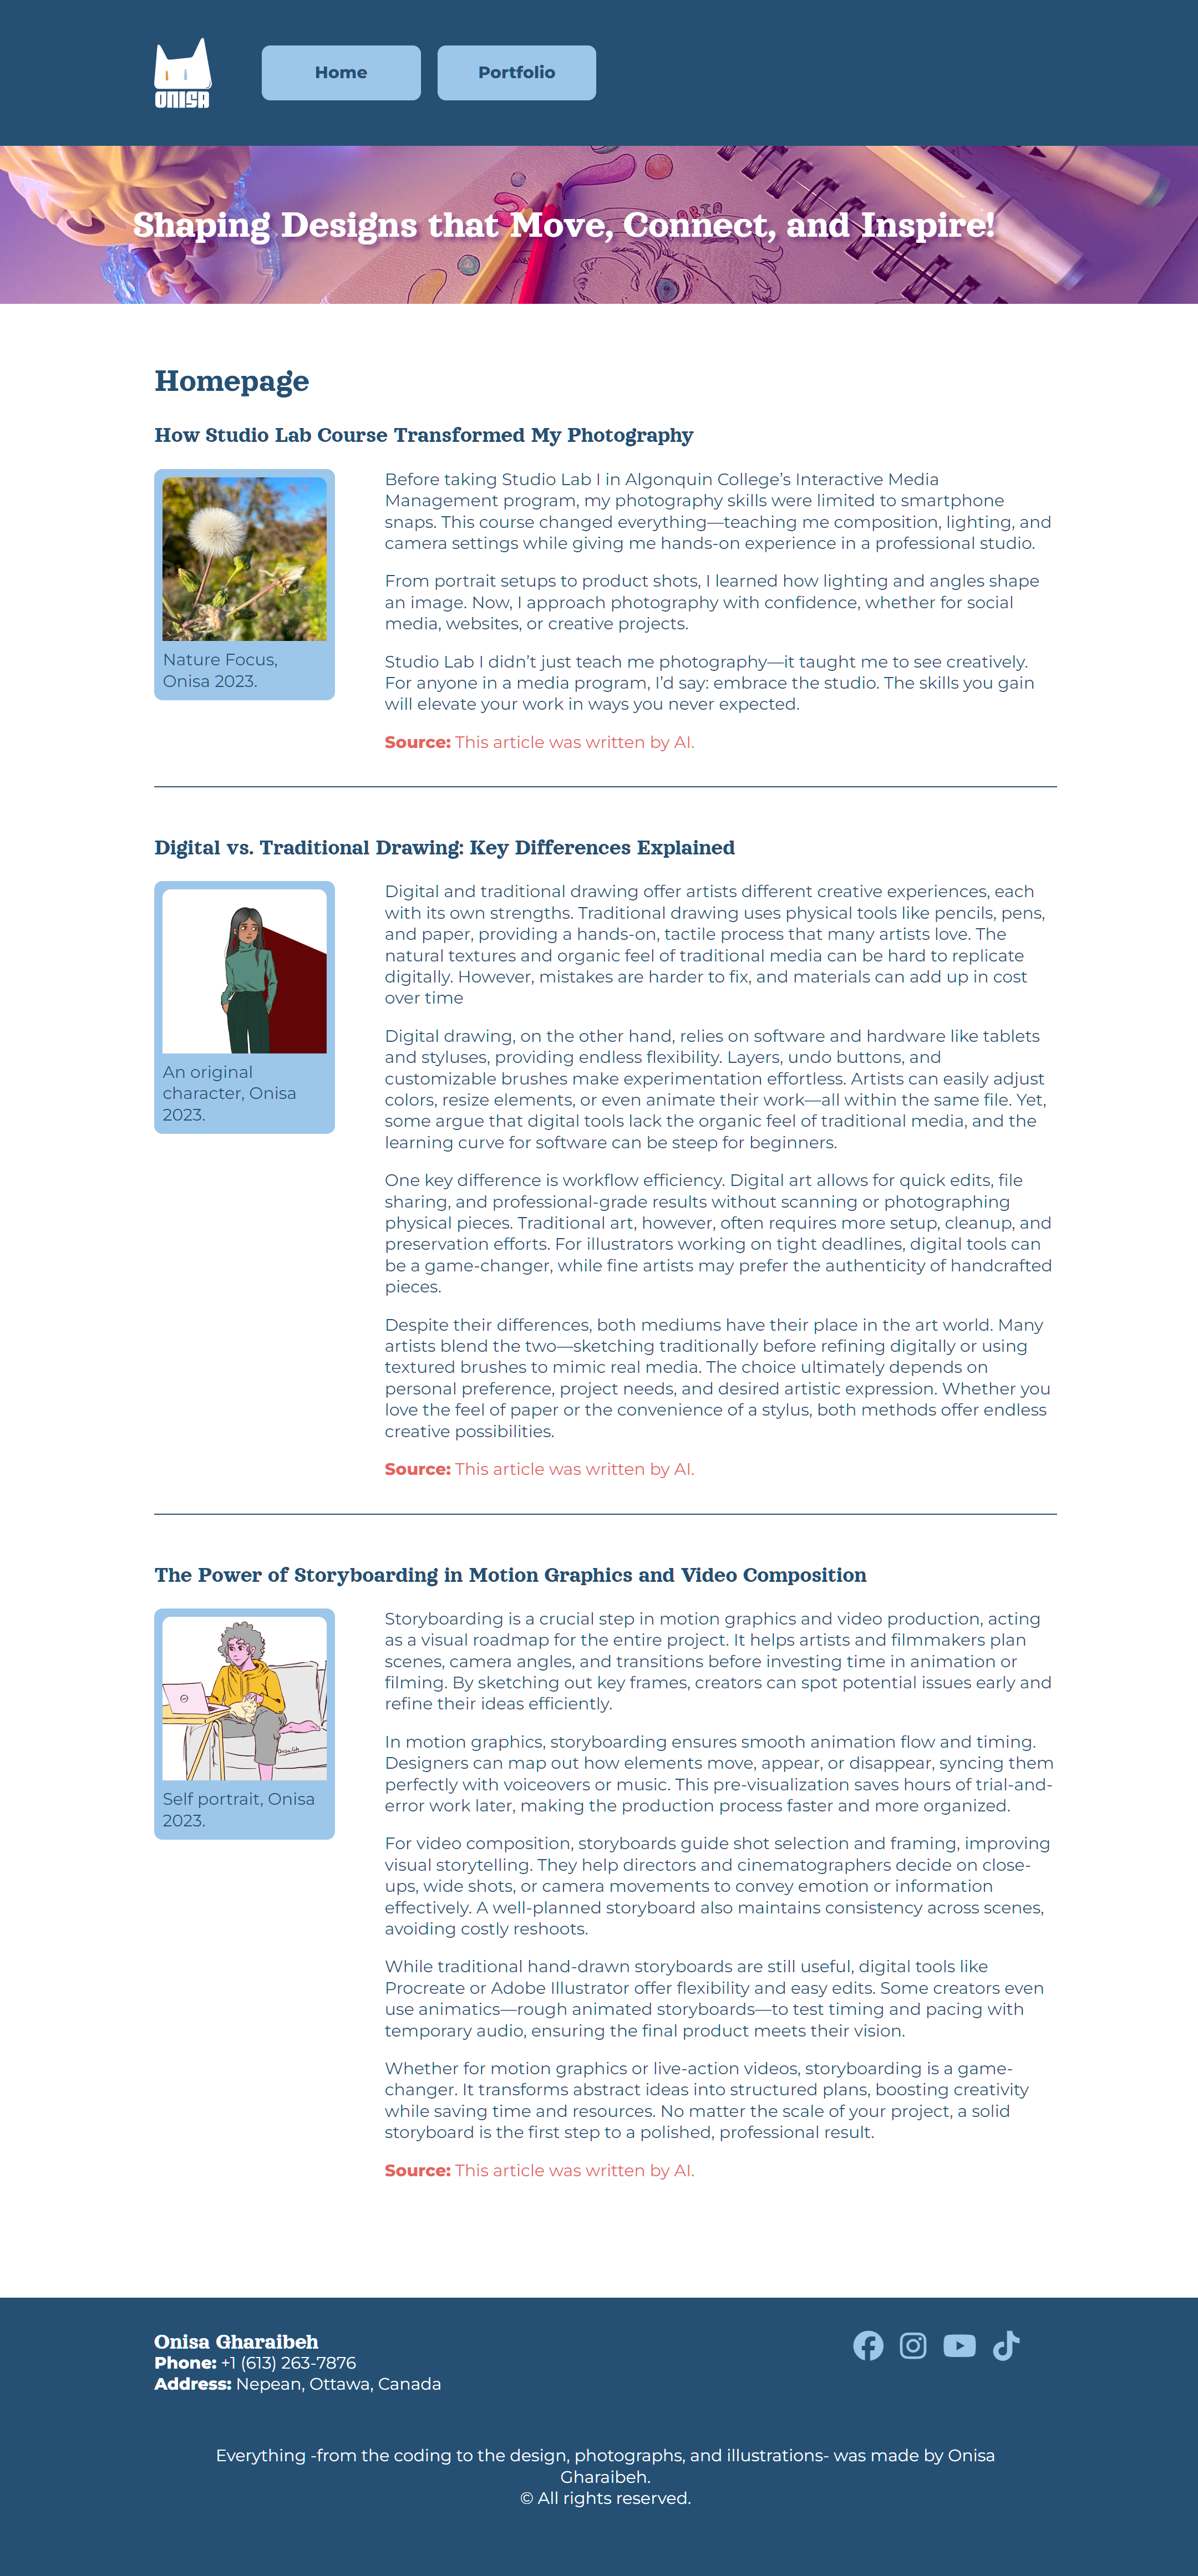 ONISA
Home
Portfolio
ARIA
Shaping Designs that Move, Connect, and Inspire!
Homepage
How Studio Lab Course Transformed My Photography
Nature Focus,
Onisa 2023.
Before taking Studio Lab I in Algonquin College’s Interactive Media
Management program, my photography skills were limited to smartphone
snaps. This course changed everything—teaching me composition, lighting, and
camera settings while giving me hands-on experience in a professional studio.
From portrait setups to product shots, I learned how lighting and angles shape
an image. Now, I approach photography with confidence, whether for social
media, websites, or creative projects.
Studio Lab I didn’t just teach me photography—it taught me to see creatively.
For anyone in a media program, I’d say: embrace the studio. The skills you gain
will elevate your work in ways you never expected.
Source: This article was written by AI.
Digital vs. Traditional Drawing: Key Differences Explained
An original
character, Onisa
2023.
Digital and traditional drawing offer artists different creative experiences, each
with its own strengths. Traditional drawing uses physical tools like pencils, pens,
and paper, providing a hands-on, tactile process that many artists love. The
natural textures and organic feel of traditional media can be hard to replicate
digitally. However, mistakes are harder to fix, and materials can add up in cost
over time
Digital drawing, on the other hand, relies on software and hardware like tablets
and styluses, providing endless flexibility. Layers, undo buttons, and
customizable brushes make experimentation effortless. Artists can easily adjust
colors, resize elements, or even animate their work—all within the same file. Yet,
some argue that digital tools lack the organic feel of traditional media, and the
learning curve for software can be steep for beginners.
One key difference is workflow efficiency. Digital art allows for quick edits, file
sharing, and professional-grade results without scanning or photographing
physical pieces. Traditional art, however, often requires more setup, cleanup, and
preservation efforts. For illustrators working on tight deadlines, digital tools can
be a game-changer, while fine artists may prefer the authenticity of handcrafted
pieces.
Despite their differences, both mediums have their place in the art world. Many
artists blend the two—sketching traditionally before refining digitally or using
textured brushes to mimic real media. The choice ultimately depends on
personal preference, project needs, and desired artistic expression. Whether you
love the feel of paper or the convenience of a stylus, both methods offer endless
creative possibilities.
Source: This article was written by AI.
The Power of Storyboarding in Motion Graphics and Video Composition
Self portrait, Onisa
2023.
Storyboarding is a crucial step in motion graphics and video production, acting
as a visual roadmap for the entire project. It helps artists and filmmakers plan
scenes, camera angles, and transitions before investing time in animation or
filming. By sketching out key frames, creators can spot potential issues early and
refine their ideas efficiently.
In motion graphics, storyboarding ensures smooth animation flow and timing.
Designers can map out how elements move, appear, or disappear, syncing them
perfectly with voiceovers or music. This pre-visualization saves hours of trial-and-
error work later, making the production process faster and more organized.
For video composition, storyboards guide shot selection and framing, improving
visual storytelling. They help directors and cinematographers decide on close-
ups, wide shots, or camera movements to convey emotion or information
effectively. A well-planned storyboard also maintains consistency across scenes,
avoiding costly reshoots.
While traditional hand-drawn storyboards are still useful, digital tools like
Procreate or Adobe Illustrator offer flexibility and easy edits. Some creators even
use animatics—rough animated storyboards—to test timing and pacing with
temporary audio, ensuring the final product meets their vision.
Whether for motion graphics or live-action videos, storyboarding is a game-
changer. It transforms abstract ideas into structured plans, boosting creativity
while saving time and resources. No matter the scale of your project, a solid
storyboard is the first step to a polished, professional result.
Source: This article was written by AI.
Onisa Gharaibeh
Phone: +1 (613) 263-7876
Address: Nepean, Ottawa, Canada
Everything -from the coding to the design, photographs, and illustrations- was made by Onisa
Gharaibeh.
© All rights reserved.